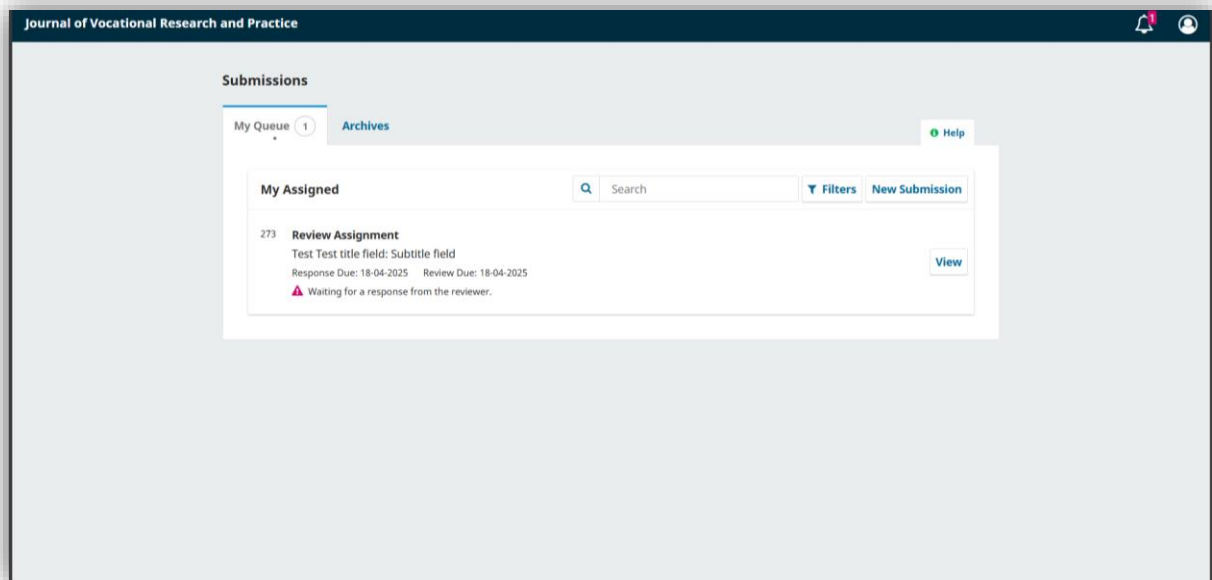 Journal of Vocational Research and Practice
1
Submissions
My Queue 1 Archives
Help
My Assigned Search Filters New Submission
273 Review Assignment
Test Test title field: Subtitle field
View
Response Due: 18-04-2025 Review Due: 18-04-2025
Waiting for a response from the reviewer.